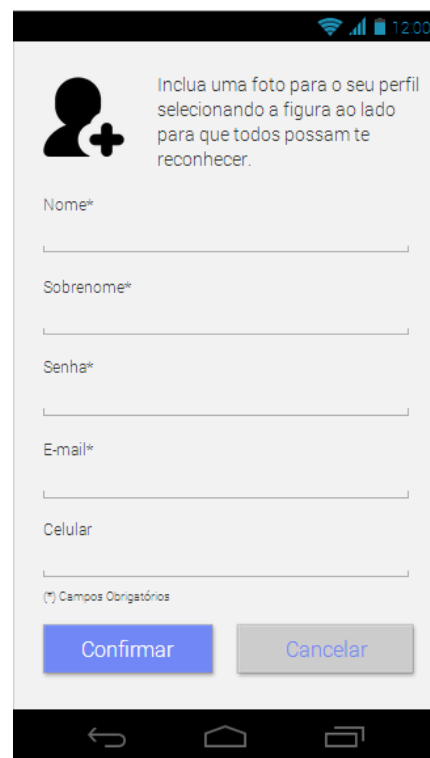 12:00
Inclua uma foto para o seu perfil
selecionando a figura ao lado
para que todos possam te
reconhecer.
Nome*
Sobrenome*
Senha*
E-mail*
Celular
(*) Campos Obrigatórios
Confirmar
Cancelar